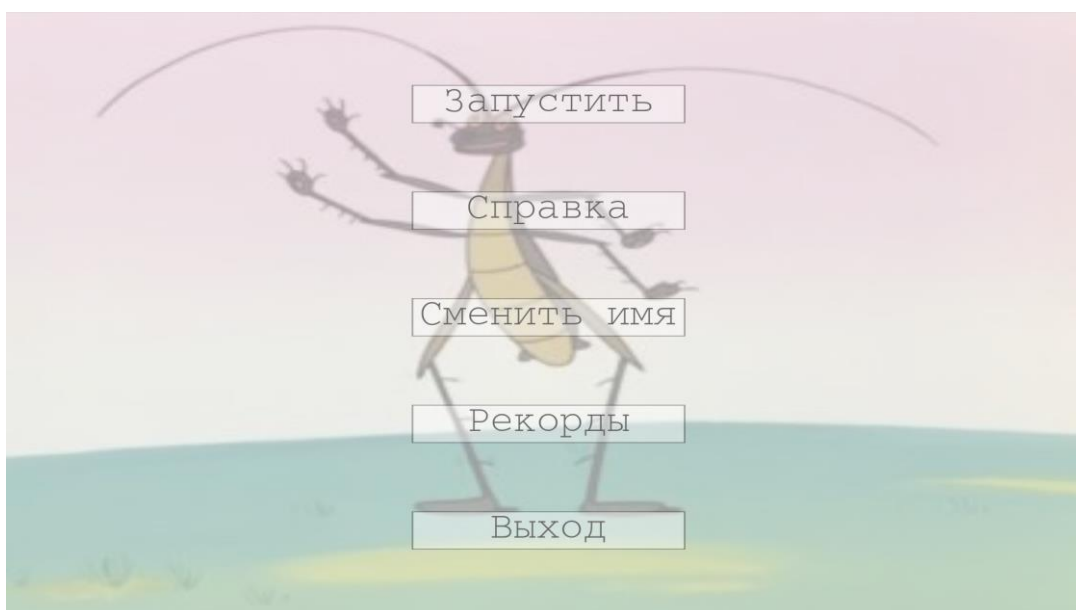 Запустить
Справка
Сменить имя
Рекорды
Выход